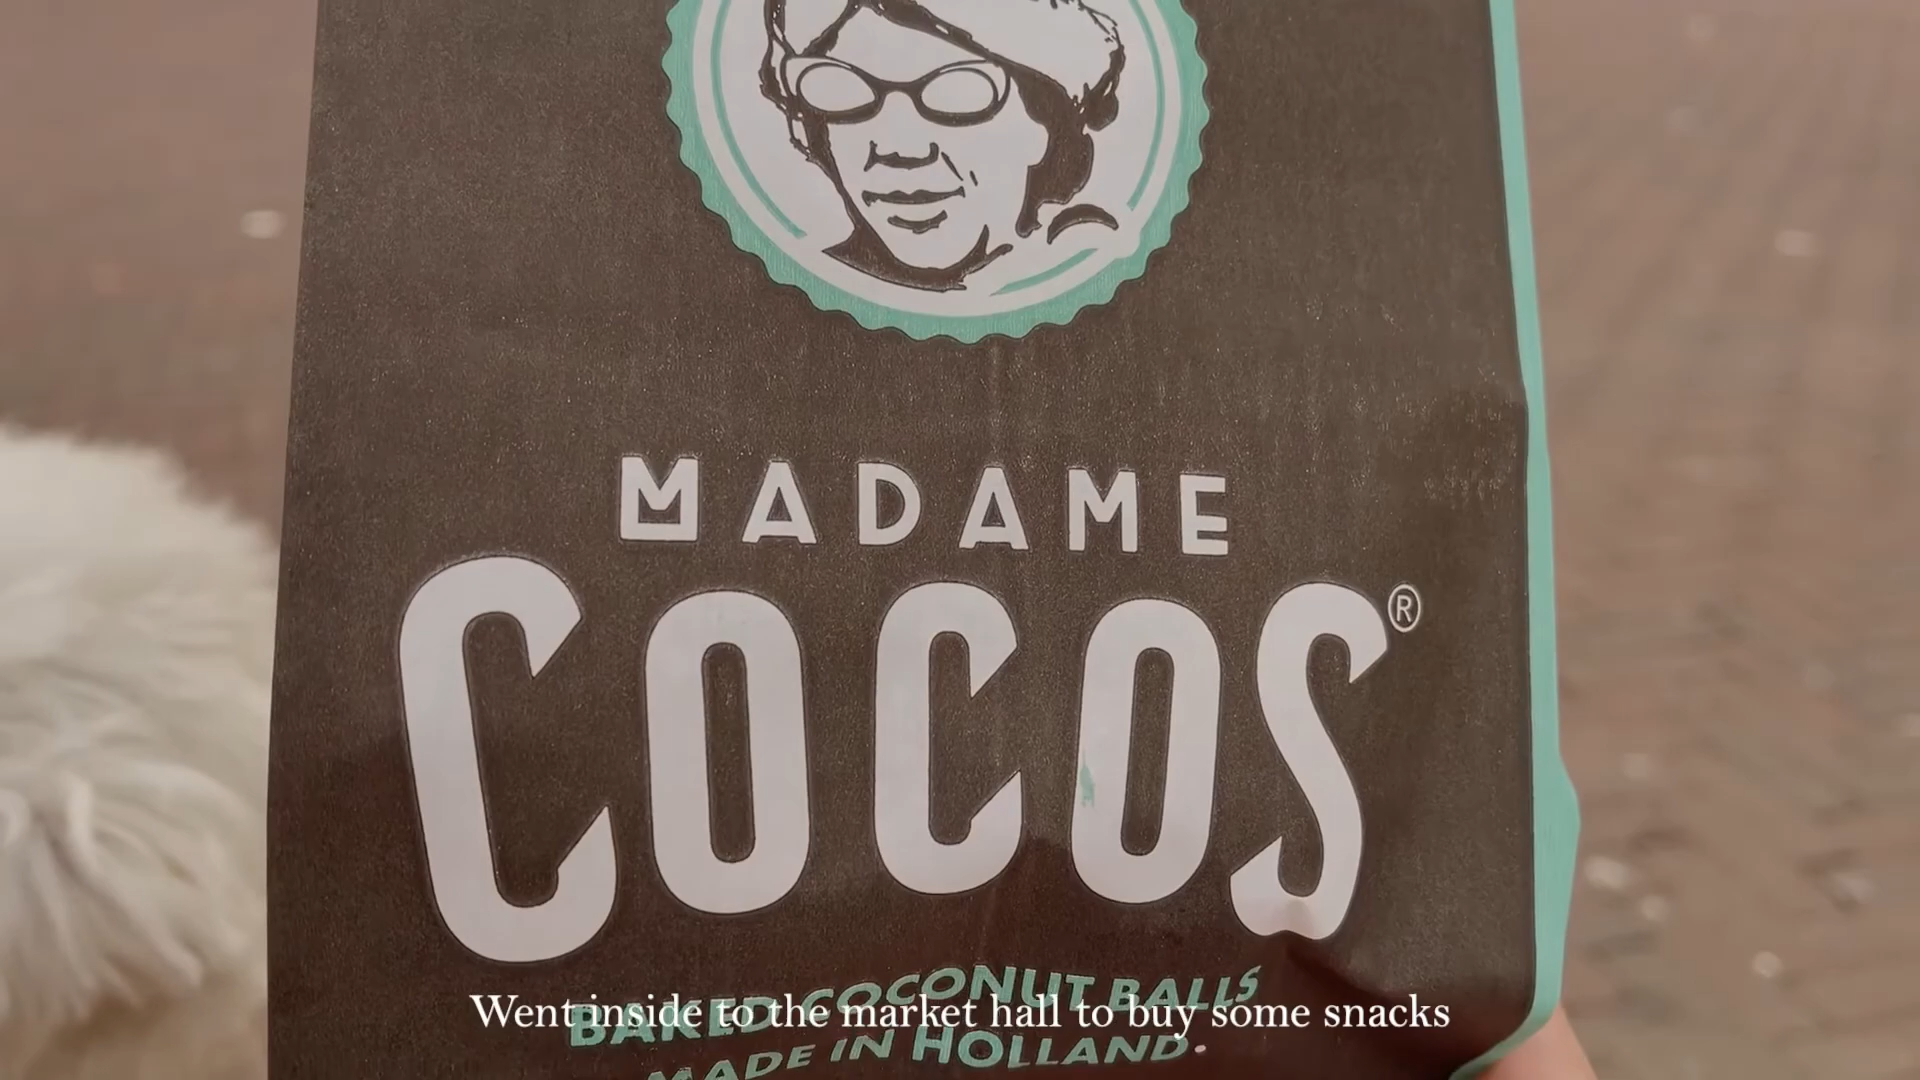 MADAME
COCOS®
BAKED COCONUT BALLS
MADE IN HOLLAND.
Went inside to the market hall to buy some snacks